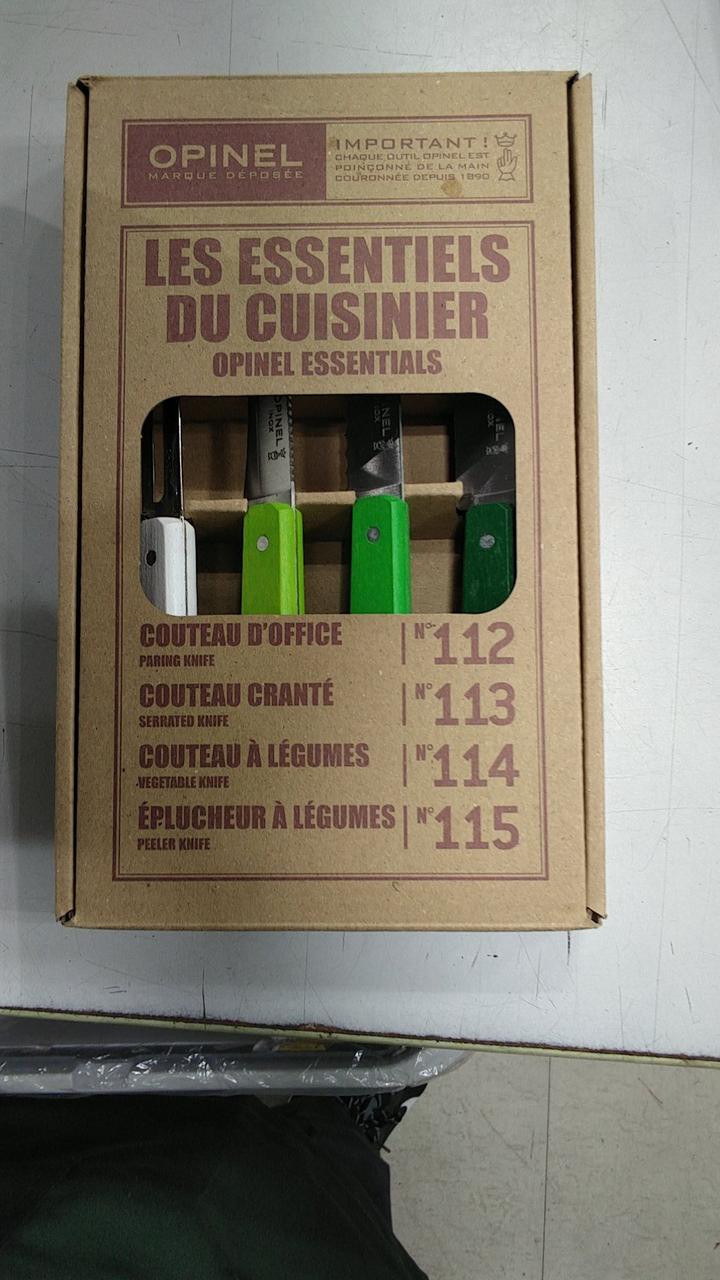 OPINEL
MARQUE DÉPOSÉE
IMPORTANT !
CHAQUE OUTIL OPINEL EST
POINÇONNÉ DE LA MAIN
COURONNÉE DEPUIS 1890
LES ESSENTIELS
DU CUISINIER
OPINEL ESSENTIALS
OPINEL
INOX
COUTEAU D'OFFICE
PARING KNIFE
N° 112
COUTEAU CRANTÉ
SERRATED KNIFE
N° 113
COUTEAU À LÉGUMES
VEGETABLE KNIFE
N° 114
ÉPLUCHEUR À LÉGUMES
PEELER KNIFE
N° 115